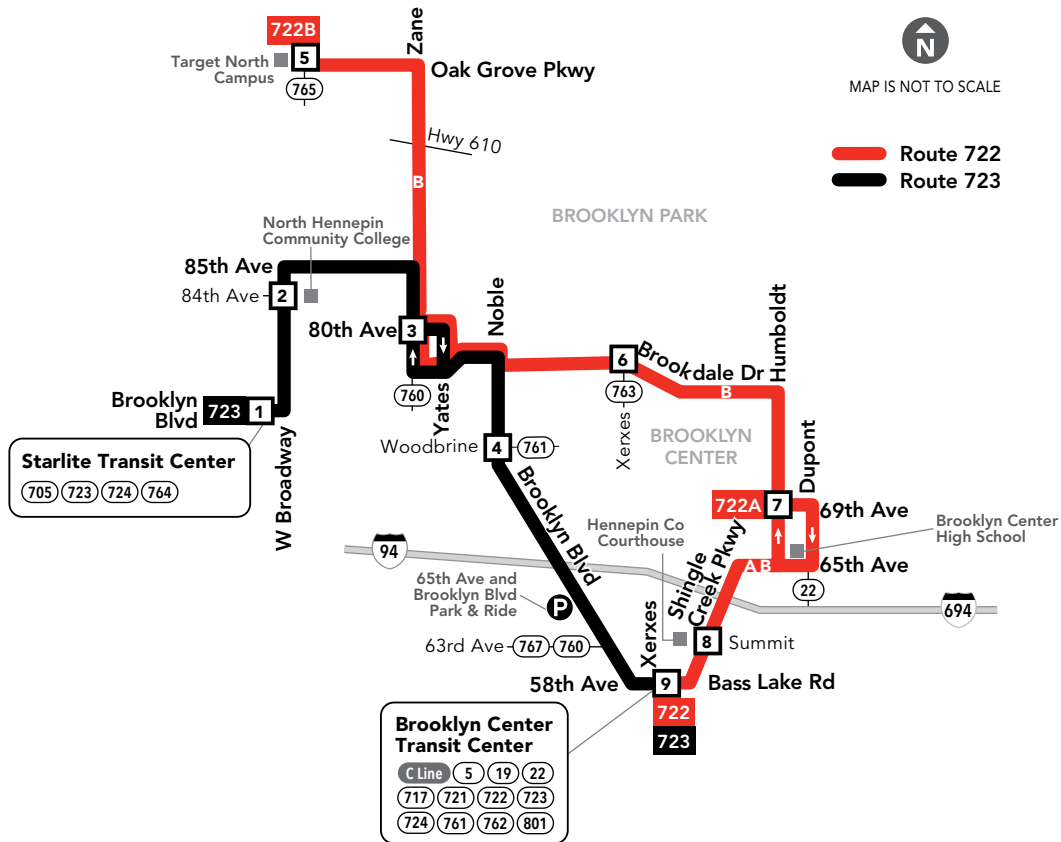 722B
Zane
N
Target North
Campus
5
Oak Grove Pkwy
765
MAP IS NOT TO SCALE
Hwy 610
Route 722
Route 723
B
BROOKLYN PARK
North Hennepin
Community College
85th Ave
84th Ave
2
80th Ave
3
Noble
Humboldt
6
Brookdale Dr
B
760
763
Yates
Xerxes
Brooklyn
Blvd
723
1
Woodbrine
4
761
BROOKLYN
CENTER
Dupont
Starlite Transit Center
705
723
724
764
W Broadway
Brooklyn Blvd
722A
7
69th Ave
Hennepin Co
Courthouse
Shingle
Creek Pkwy
Brooklyn Center
High School
94
A B
65th Ave
65th Ave and
Brooklyn Blvd
Park & Ride
P
22
694
63rd Ave
767
760
Xerxes
8
Summit
58th Ave
9
Bass Lake Rd
722
723
Brooklyn Center
Transit Center
C Line
5
19
22
717
721
722
723
724
761
762
801